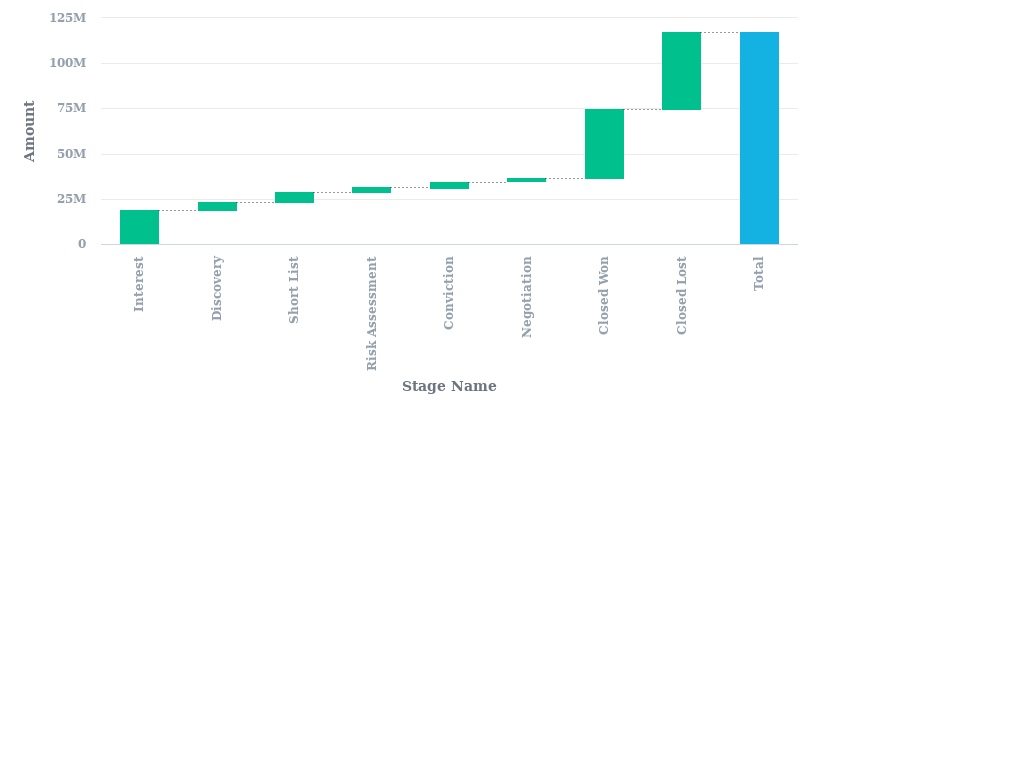 125M
100M
75M
50M
25M
0
Amount
Interest
Discovery
Short List
Risk Assessment
Conviction
Negotiation
Closed Won
Closed Lost
Total
Stage Name